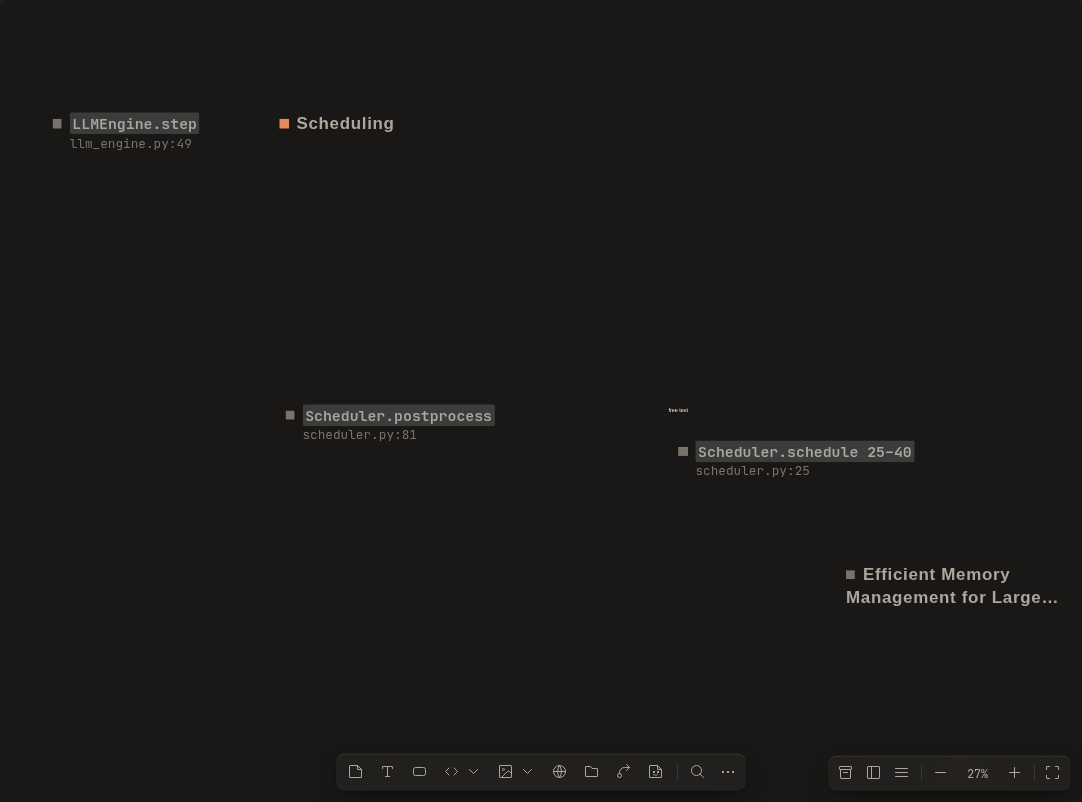 LLMEngine.step
llm_engine.py:49
Scheduling
Scheduler.postprocess
scheduler.py:81
free text
Scheduler.schedule 25-40
scheduler.py:25
Efficient Memory
Management for Large...
27%